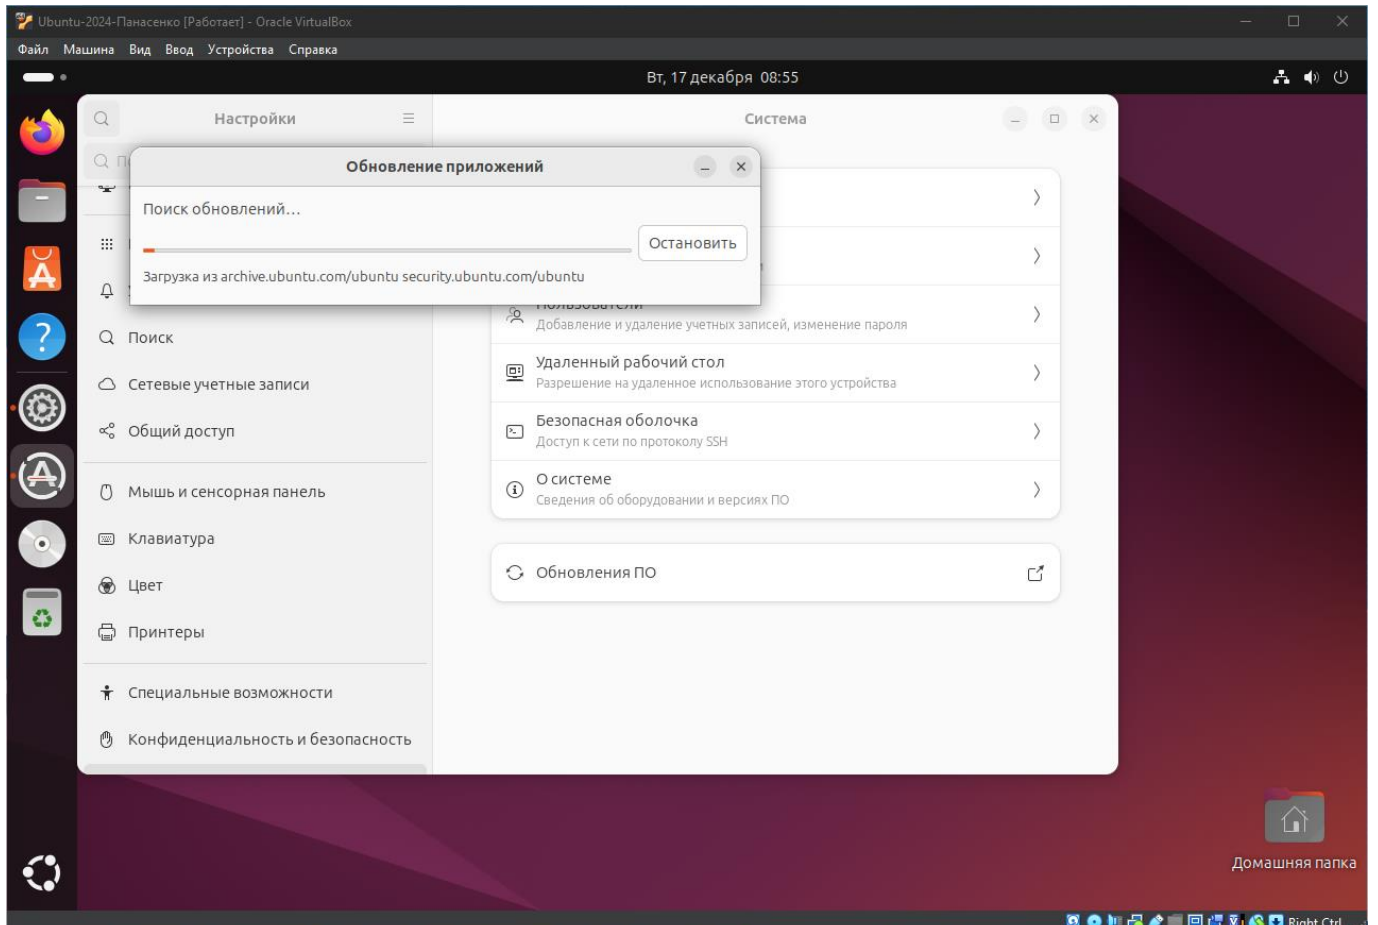 Ubuntu-2024-Панасенко [Работает] - Oracle VirtualBox
Файл Машина Вид Ввод Устройства Справка
Вт, 17 декабря 08:55
Настройки
Система
Обновление приложений
Поиск обновлений...
Остановить
Загрузка из archive.ubuntu.com/ubuntu security.ubuntu.com/ubuntu
Добавление и удаление учетных записей, изменение пароля
Поиск
Удаленный рабочий стол
Разрешение на удаленное использование этого устройства
Сетевые учетные записи
Безопасная оболочка
Доступ к сети по протоколу SSH
Общий доступ
О системе
Сведения об оборудовании и версиях ПО
Мышь и сенсорная панель
Клавиатура
Обновления ПО
Цвет
Принтеры
Специальные возможности
Конфиденциальность и безопасность
Домашняя папка
Right Ctrl